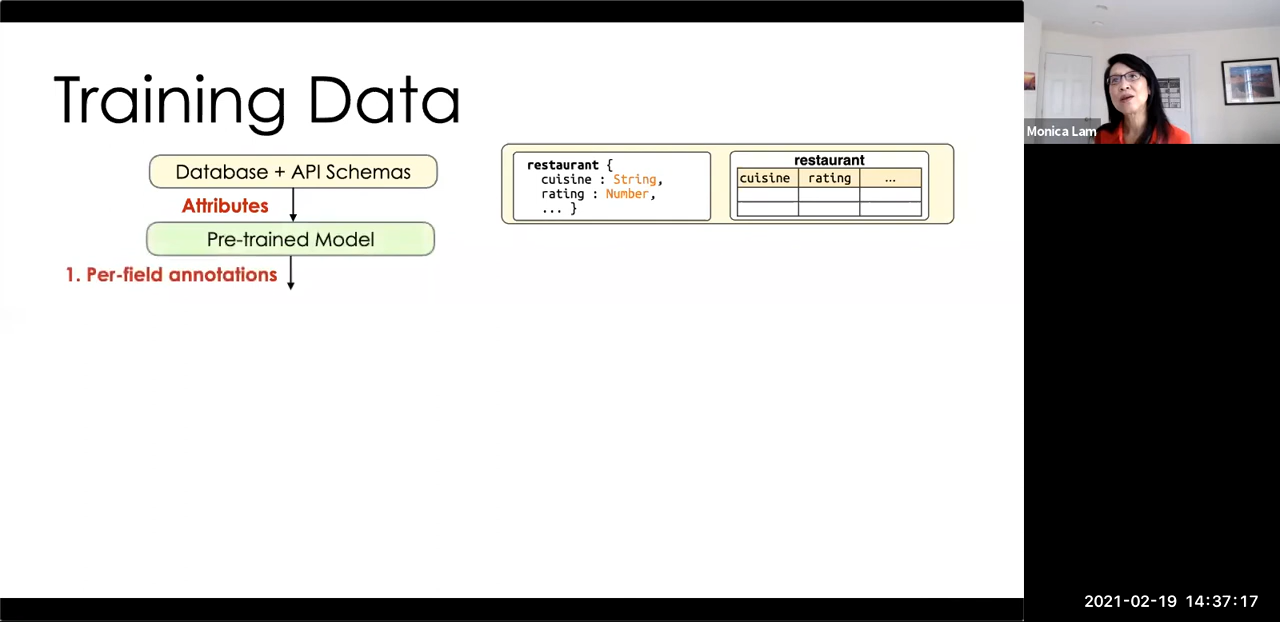 Training Data
Database + API Schemas
Attributes
Pre-trained Model
1. Per-field annotations
restaurant {
cuisine : String,
rating : Number,
... }
restaurant
cuisine rating ...
Monica Lam
2021-02-19 14:37:17